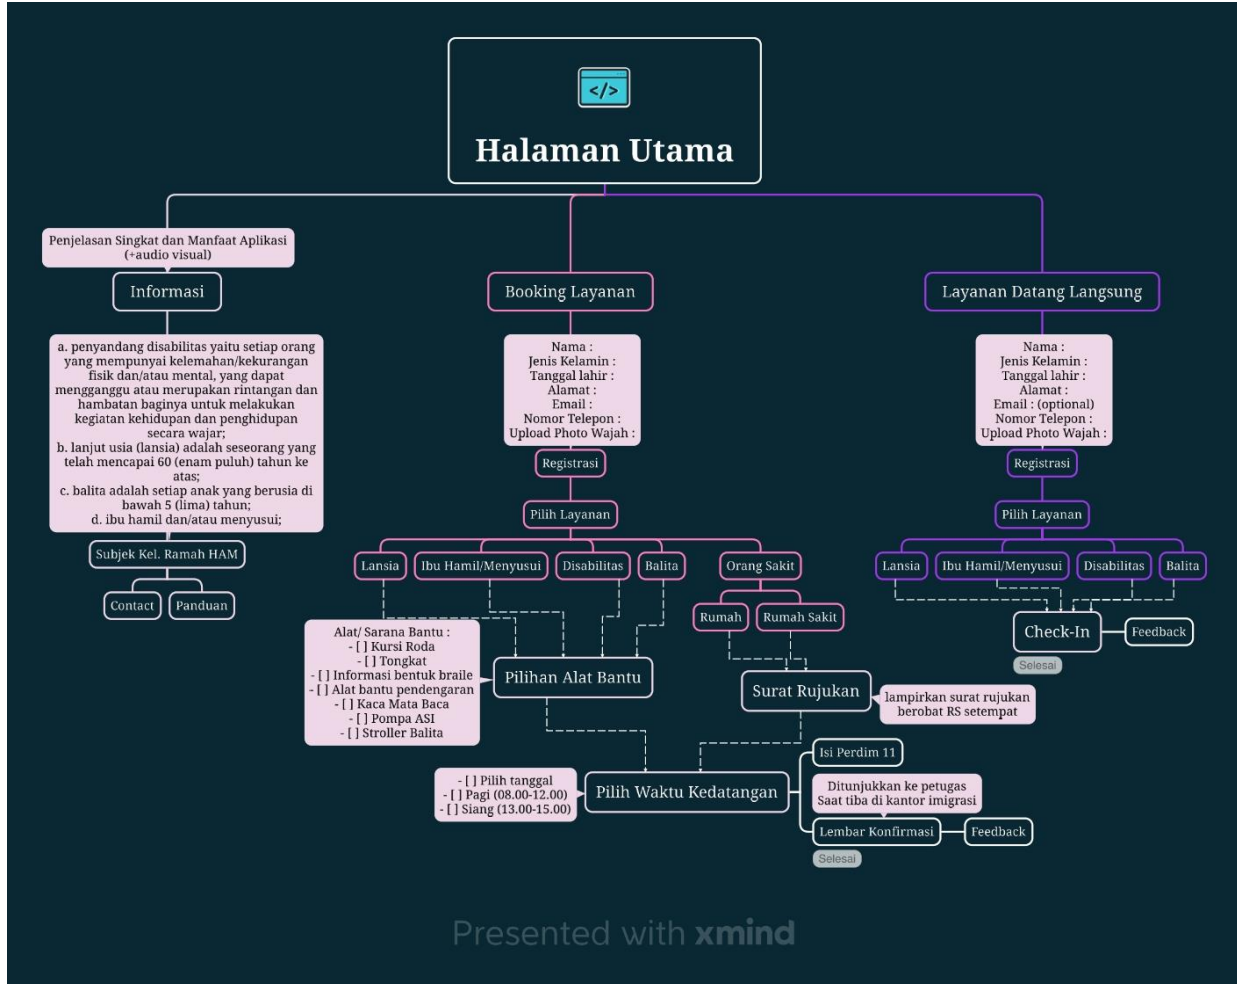 </>
Halaman Utama
Penjelasan Singkat dan Manfaat Aplikasi
(+audio visual)
Informasi
a. penyandang disabilitas yaitu setiap orang
yang mempunyai kelemahan/kekurangan
fisik dan/atau mental, yang dapat
mengganggu atau merupakan rintangan dan
hambatan baginya untuk melakukan
kegiatan kehidupan dan penghidupan
secara wajar;
b. lanjut usia (lansia) adalah seseorang yang
telah mencapai 60 (enam puluh) tahun ke
atas;
c. balita adalah setiap anak yang berusia di
bawah 5 (lima) tahun;
d. ibu hamil dan/atau menyusui;
Subjek Kel. Ramah HAM
Contact
Panduan
Booking Layanan
Nama :
Jenis Kelamin :
Tanggal lahir :
Alamat :
Email :
Nomor Telepon :
Upload Photo Wajah :
Registrasi
Pilih Layanan
Lansia
Ibu Hamil/Menyusui
Disabilitas
Balita
Orang Sakit
Rumah
Rumah Sakit
Alat/ Sarana Bantu :
- [ ] Kursi Roda
- [ ] Tongkat
- [ ] Informasi bentuk braile
- [ ] Alat bantu pendengaran
- [ ] Kaca Mata Baca
- [ ] Pompa ASI
- [ ] Stroller Balita
Pilihan Alat Bantu
Surat Rujukan
lampirkan surat rujukan
berobat RS setempat
- [ ] Pilih tanggal
- [ ] Pagi (08.00-12.00)
- [ ] Siang (13.00-15.00)
Pilih Waktu Kedatangan
Isi Perdim 11
Ditunjukkan ke petugas
Saat tiba di kantor imigrasi
Lembar Konfirmasi
Feedback
Selesai
Layanan Datang Langsung
Nama :
Jenis Kelamin :
Tanggal lahir :
Alamat :
Email : (optional)
Nomor Telepon :
Upload Photo Wajah :
Registrasi
Pilih Layanan
Lansia
Ibu Hamil/Menyusui
Disabilitas
Balita
Check-In
Feedback
Selesai
Presented with xmind